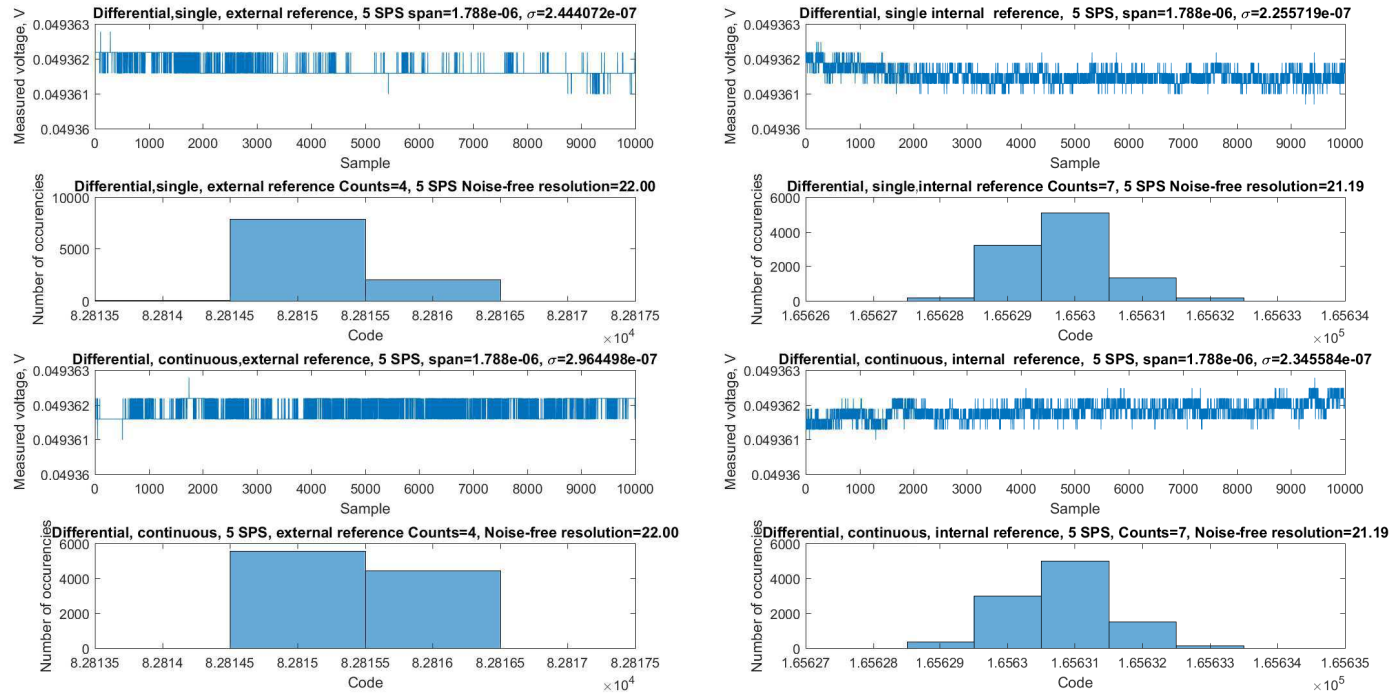 Differential,single, external reference, 5 SPS span=1.788e-06, σ=2.444072e-07
Measured voltage, V
0.049363
0.049362
0.049361
0.04936
0 1000 2000 3000 4000 5000 6000 7000 8000 9000 10000
Sample
Differential, single internal reference, 5 SPS, span=1.788e-06, σ=2.255719e-07
Measured voltage, V
0.049363
0.049362
0.049361
0.04936
0 1000 2000 3000 4000 5000 6000 7000 8000 9000 10000
Sample
Differential,single, external reference Counts=4, 5 SPS Noise-free resolution=22.00
Number of occurencies
10000
5000
0
8.28135 8.2814 8.28145 8.2815 8.28155 8.2816 8.28165 8.2817 8.28175
×10⁴
Code
Differential, single,internal reference Counts=7, 5 SPS Noise-free resolution=21.19
Number of occurencies
6000
4000
2000
0
1.65626 1.65627 1.65628 1.65629 1.6563 1.65631 1.65632 1.65633 1.65634
×10⁵
Code
Differential, continuous,external reference, 5 SPS, span=1.788e-06, σ=2.964498e-07
Measured voltage, V
0.049363
0.049362
0.049361
0.04936
0 1000 2000 3000 4000 5000 6000 7000 8000 9000 10000
Sample
Differential, continuous, internal reference, 5 SPS, span=1.788e-06, σ=2.345584e-07
Measured voltage, V
0.049363
0.049362
0.049361
0.04936
0 1000 2000 3000 4000 5000 6000 7000 8000 9000 10000
Sample
Differential, continuous, 5 SPS, external reference Counts=4, Noise-free resolution=22.00
Number of occurencies
6000
4000
2000
0
8.28135 8.2814 8.28145 8.2815 8.28155 8.2816 8.28165 8.2817 8.28175
×10⁴
Code
Differential, continuous, internal reference, 5 SPS, Counts=7, Noise-free resolution=21.19
Number of occurencies
6000
4000
2000
0
1.65627 1.65628 1.65629 1.6563 1.65631 1.65632 1.65633 1.65634 1.65635
×10⁵
Code